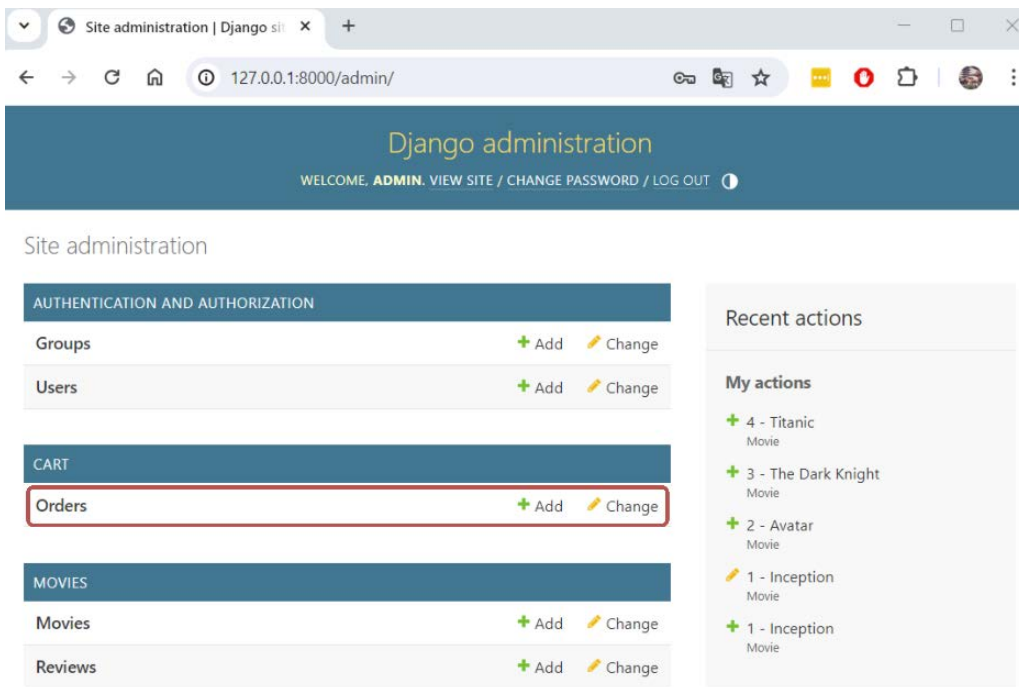 Site administration | Django sit
127.0.0.1:8000/admin/
Django administration
WELCOME, ADMIN. VIEW SITE / CHANGE PASSWORD / LOG OUT
Site administration
AUTHENTICATION AND AUTHORIZATION
Groups Add Change
Users Add Change
CART
Orders Add Change
MOVIES
Movies Add Change
Reviews Add Change
Recent actions
My actions
4 - Titanic
Movie
3 - The Dark Knight
Movie
2 - Avatar
Movie
1 - Inception
Movie
1 - Inception
Movie